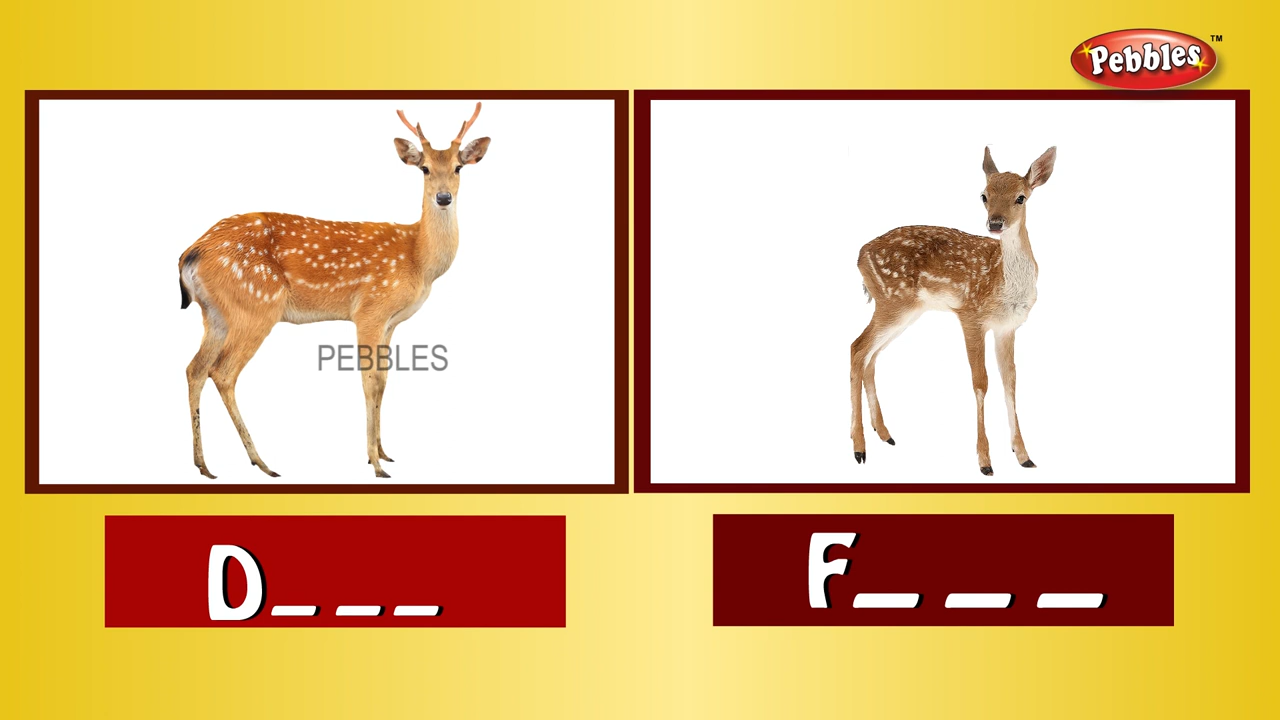 Pebbles™
PEBBLES
D_ _ _
F_ _ _